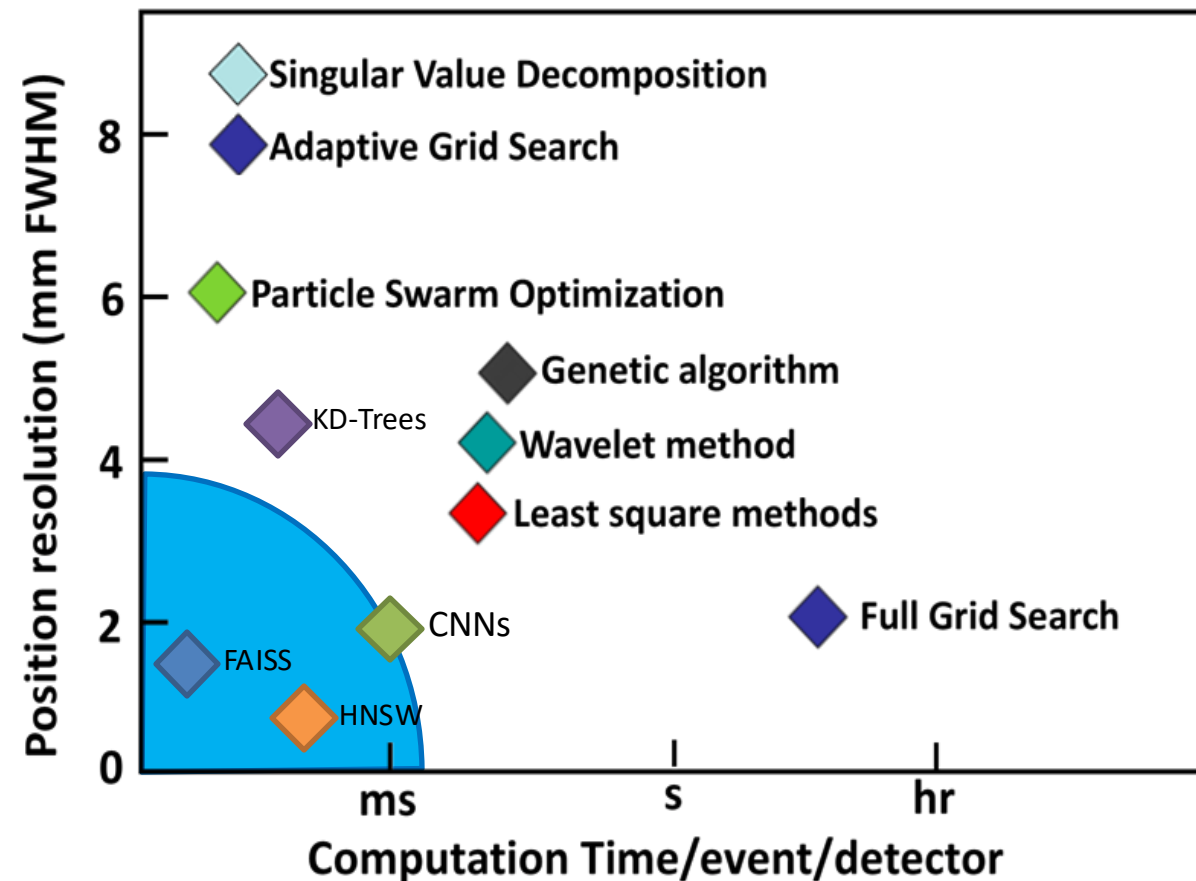 Position resolution (mm FWHM)
8
6
4
2
0
Singular Value Decomposition
Adaptive Grid Search
Particle Swarm Optimization
Genetic algorithm
KD-Trees
Wavelet method
Least square methods
CNNs
Full Grid Search
FAISS
HNSW
ms
s
hr
Computation Time/event/detector